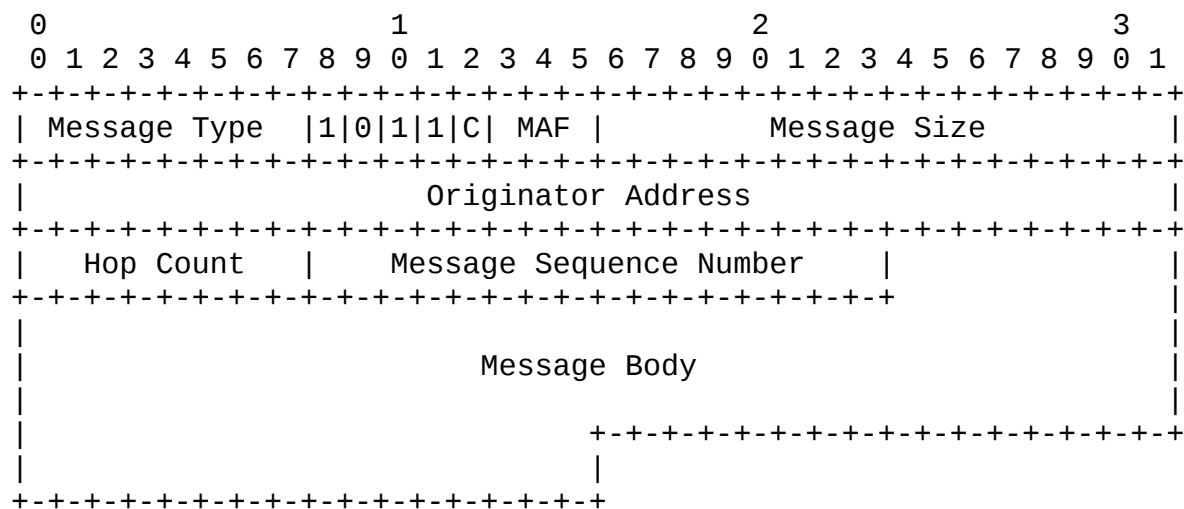 0                   1                   2                   3
 0 1 2 3 4 5 6 7 8 9 0 1 2 3 4 5 6 7 8 9 0 1 2 3 4 5 6 7 8 9 0 1
+-+-+-+-+-+-+-+-+-+-+-+-+-+-+-+-+-+-+-+-+-+-+-+-+-+-+-+-+-+-+-+-+
| Message Type  |1|0|1|1|C| MAF |         Message Size          |
+-+-+-+-+-+-+-+-+-+-+-+-+-+-+-+-+-+-+-+-+-+-+-+-+-+-+-+-+-+-+-+-+
|                      Originator Address                       |
+-+-+-+-+-+-+-+-+-+-+-+-+-+-+-+-+-+-+-+-+-+-+-+-+-+-+-+-+-+-+-+-+
|   Hop Count   |    Message Sequence Number    |               |
+-+-+-+-+-+-+-+-+-+-+-+-+-+-+-+-+-+-+-+-+-+-+-+-+               |
|                                                               |
|                         Message Body                          |
|                                                               |
|                               +-+-+-+-+-+-+-+-+-+-+-+-+-+-+-+-+
|                               |
+-+-+-+-+-+-+-+-+-+-+-+-+-+-+-+-+